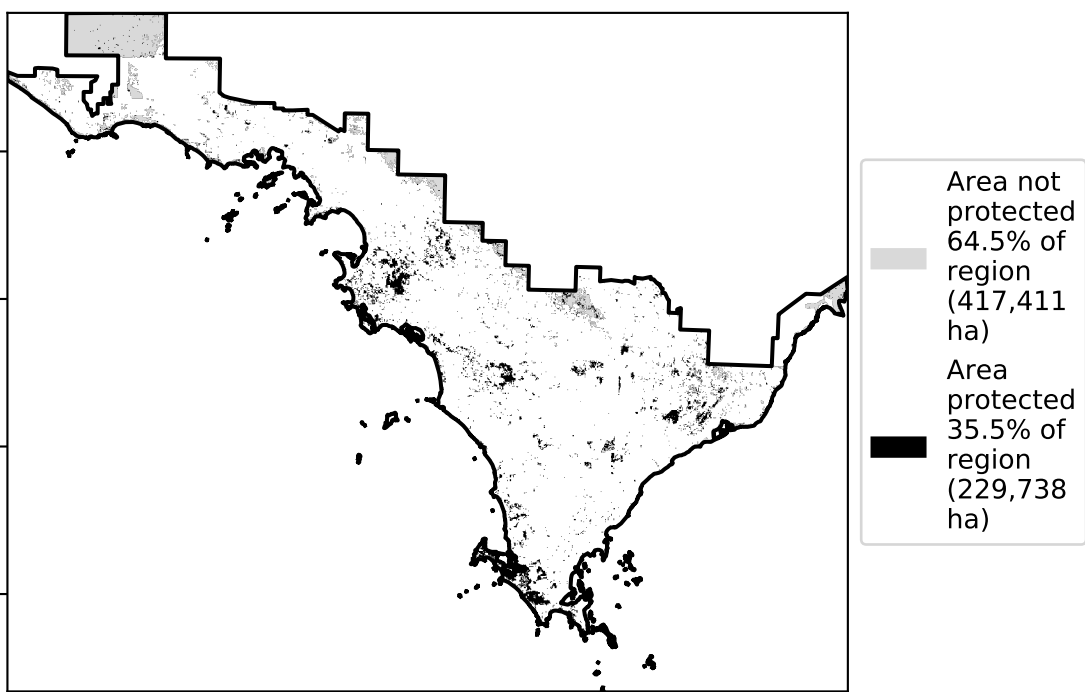 Area not
protected
64.5% of
region
(417,411
ha)
Area
protected
35.5% of
region
(229,738
ha)